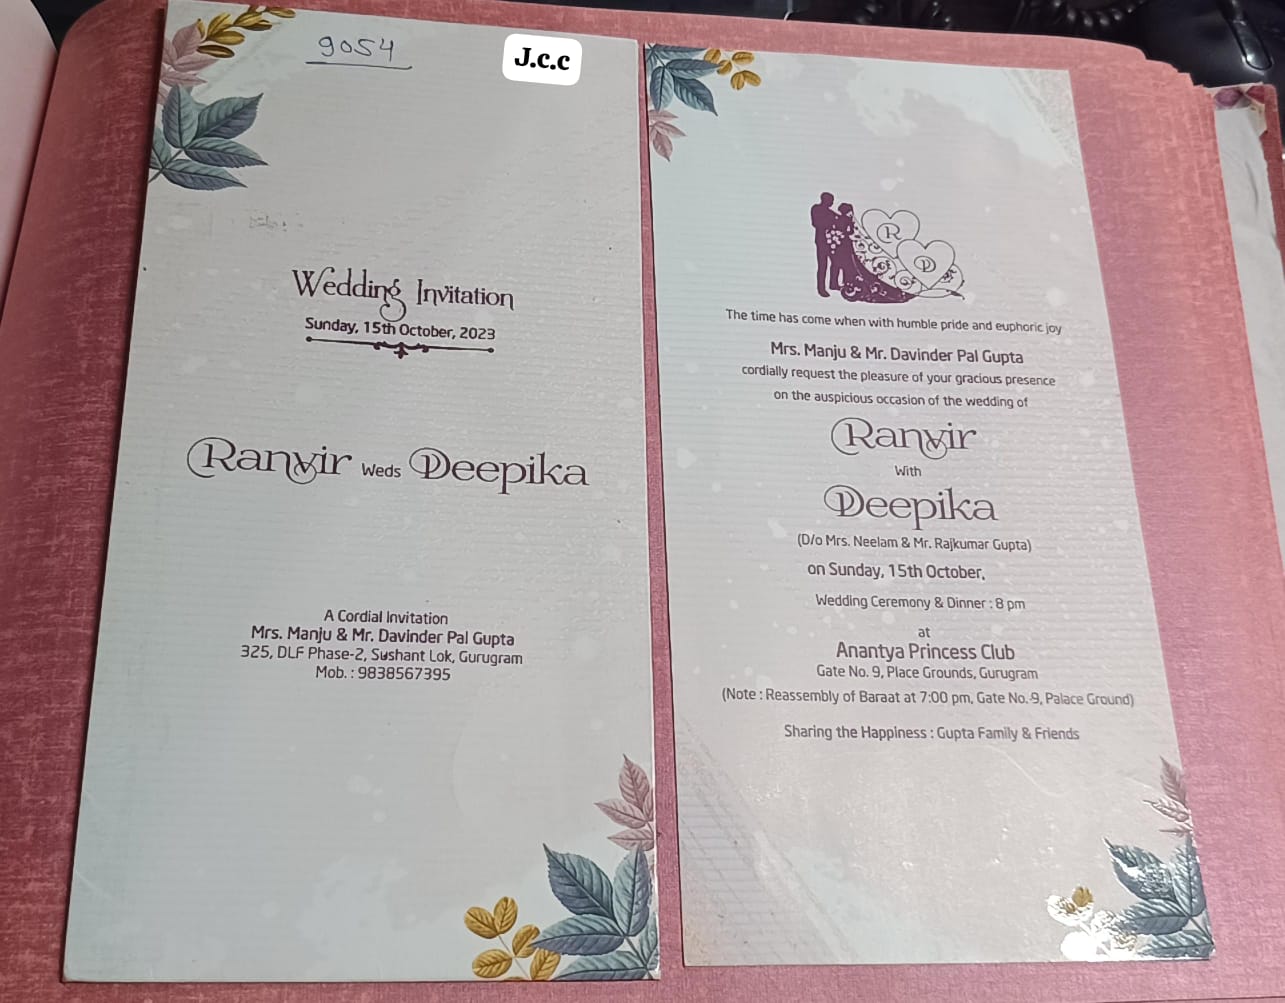 9054
J.c.c
Wedding Invitation
Sunday, 15th October, 2023
Ranvir Weds Deepika
A Cordial Invitation
Mrs. Manju & Mr. Davinder Pal Gupta
325, DLF Phase-2, Sushant Lok, Gurugram
Mob. : 9838567395
R
D
The time has come when with humble pride and euphoric joy
Mrs. Manju & Mr. Davinder Pal Gupta
cordially request the pleasure of your gracious presence
on the auspicious occasion of the wedding of
Ranvir
With
Deepika
(D/o Mrs. Neelam & Mr. Rajkumar Gupta)
on Sunday, 15th October,
Wedding Ceremony & Dinner : 8 pm
at
Anantya Princess Club
Gate No. 9, Place Grounds, Gurugram
(Note : Reassembly of Baraat at 7:00 pm, Gate No.-9, Palace Ground)
Sharing the Happiness : Gupta Family & Friends